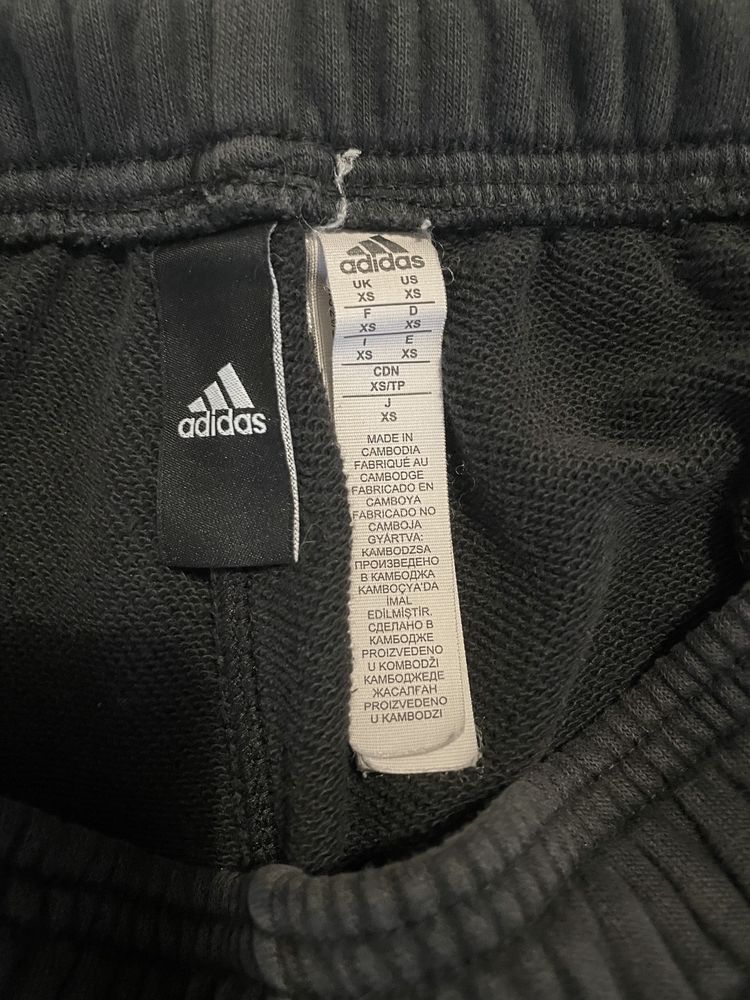 adidas
adidas
UK US
XS XS
F D
XS XS
I E
XS XS
CDN
XS/TP
J
XS
MADE IN
CAMBODIA
FABRIQUÉ AU
CAMBODGE
FABRICADO EN
CAMBOYA
FABRICADO NO
CAMBOJA
GYÁRTVA:
KAMBODZSA
ПРОИЗВЕДЕНО
В КАМБОДЖА
KAMBOÇYA'DA
İMAL
EDİLMİŞTİR.
СДЕЛАНО В
КАМБОДЖЕ
PROIZVEDENO
U KOMBODŽI
КАМБОДЖЕДЕ
ЖАСАЛҒАН
PROIZVEDENO
U KAMBODZI